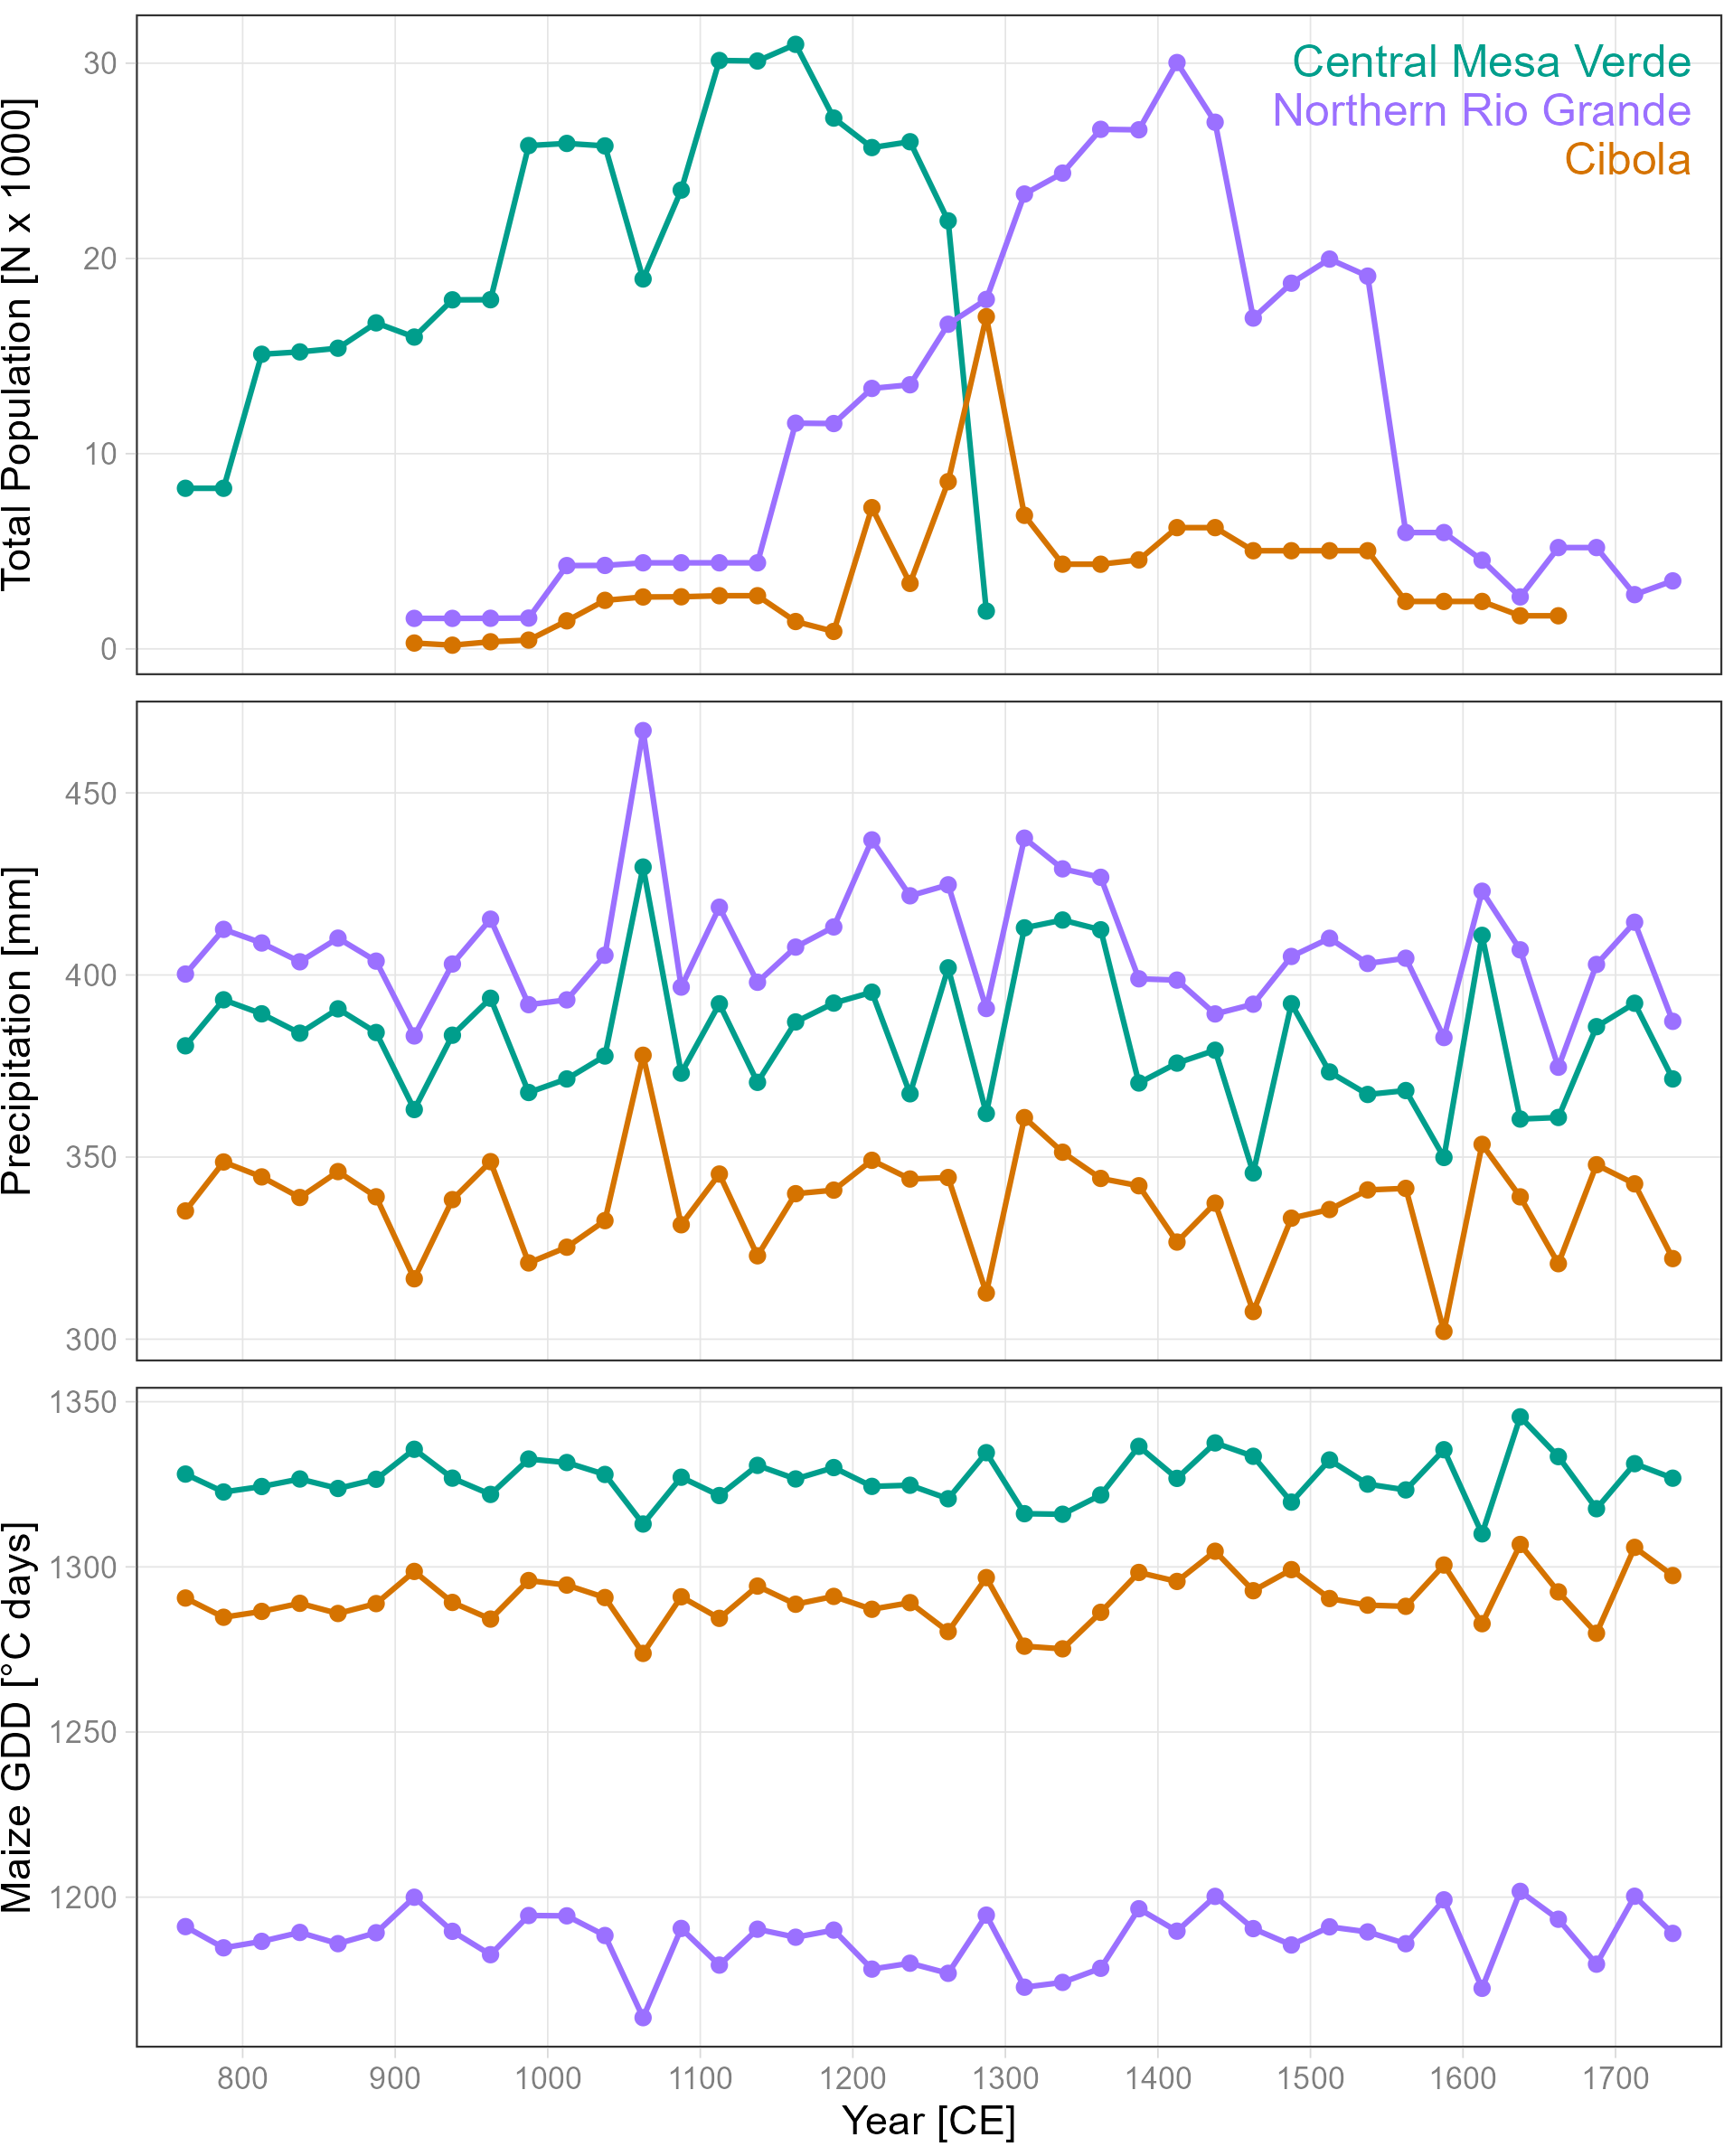 Total Population [N x 1000]
30
20
10
0
Central Mesa Verde
Northern Rio Grande
Cibola
Precipitation [mm]
450
400
350
300
Maize GDD [°C days]
1350
1300
1250
1200
800 900 1000 1100 1200 1300 1400 1500 1600 1700
Year [CE]